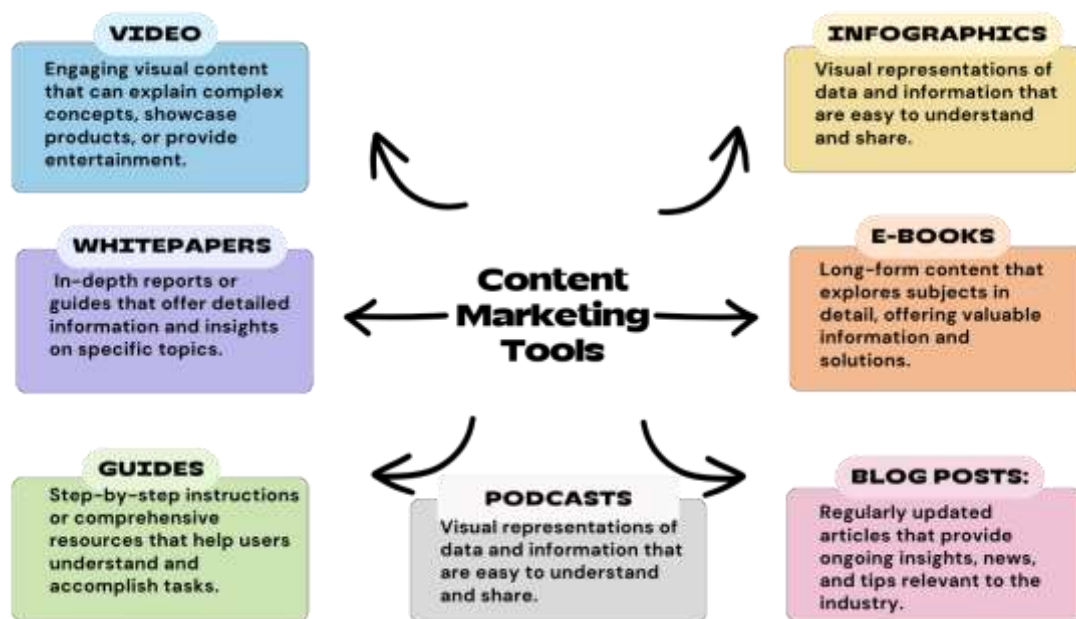 VIDEO
Engaging visual content
that can explain complex
concepts, showcase
products, or provide
entertainment.
INFOGRAPHICS
Visual representations of
data and information that
are easy to understand
and share.
WHITEPAPERS
In-depth reports or
guides that offer detailed
information and insights
on specific topics.
Content
Marketing
Tools
E-BOOKS
Long-form content that
explores subjects in
detail, offering valuable
information and
solutions.
GUIDES
Step-by-step instructions
or comprehensive
resources that help users
understand and
accomplish tasks.
PODCASTS
Visual representations of
data and information that
are easy to understand
and share.
BLOG POSTS:
Regularly updated
articles that provide
ongoing insights, news,
and tips relevant to the
industry.